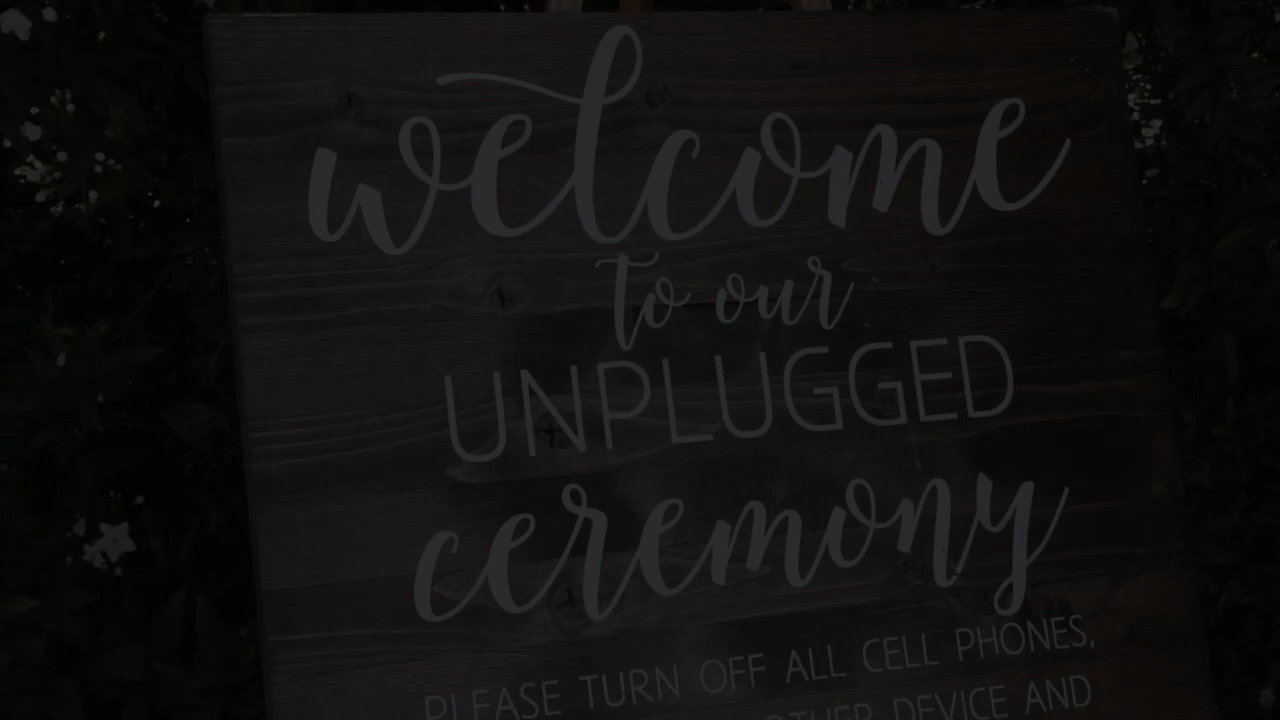 welcome
to our
UNPLUGGED
ceremony
PLEASE TURN OFF ALL CELL PHONES,
OTHER DEVICE AND